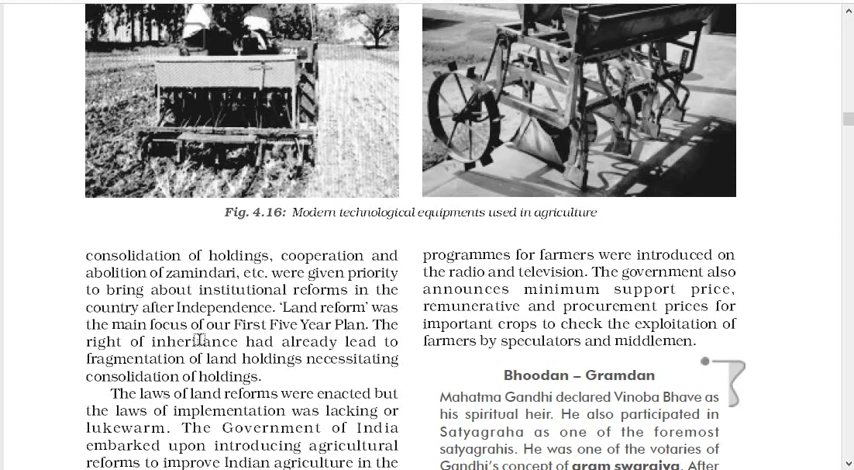 Fig. 4.16: Modern technological equipments used in agriculture
consolidation of holdings, cooperation and
abolition of zamindari, etc. were given priority
to bring about institutional reforms in the
country after Independence. ‘Land reform’ was
the main focus of our First Five Year Plan. The
right of inheritance had already lead to
fragmentation of land holdings necessitating
consolidation of holdings.
The laws of land reforms were enacted but
the laws of implementation was lacking or
lukewarm. The Government of India
embarked upon introducing agricultural
reforms to improve Indian agriculture in the
programmes for farmers were introduced on
the radio and television. The government also
announces minimum support price,
remunerative and procurement prices for
important crops to check the exploitation of
farmers by speculators and middlemen.
Bhoodan – Gramdan
Mahatma Gandhi declared Vinoba Bhave as
his spiritual heir. He also participated in
Satyagraha as one of the foremost
satyagrahis. He was one of the votaries of
Gandhi’s concept of gram swarajya. After